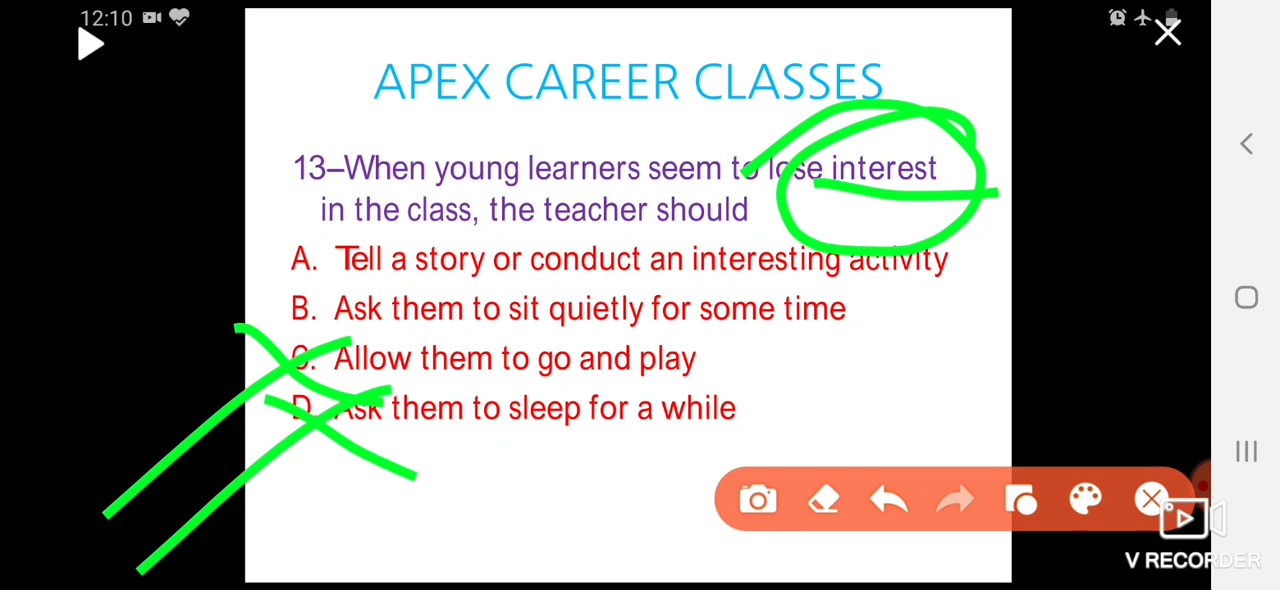 12:10
APEX CAREER CLASSES
13–When young learners seem to lose interest
in the class, the teacher should
A. Tell a story or conduct an interesting activity
B. Ask them to sit quietly for some time
C. Allow them to go and play
D. Ask them to sleep for a while
V RECORDER